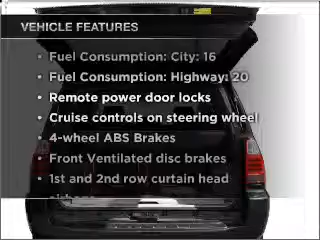 VEHICLE FEATURES
• Fuel Consumption: City: 16
• Fuel Consumption: Highway: 20
• Remote power door locks
• Cruise controls on steering wheel
• 4-wheel ABS Brakes
• Front Ventilated disc brakes
• 1st and 2nd row curtain head
airbags